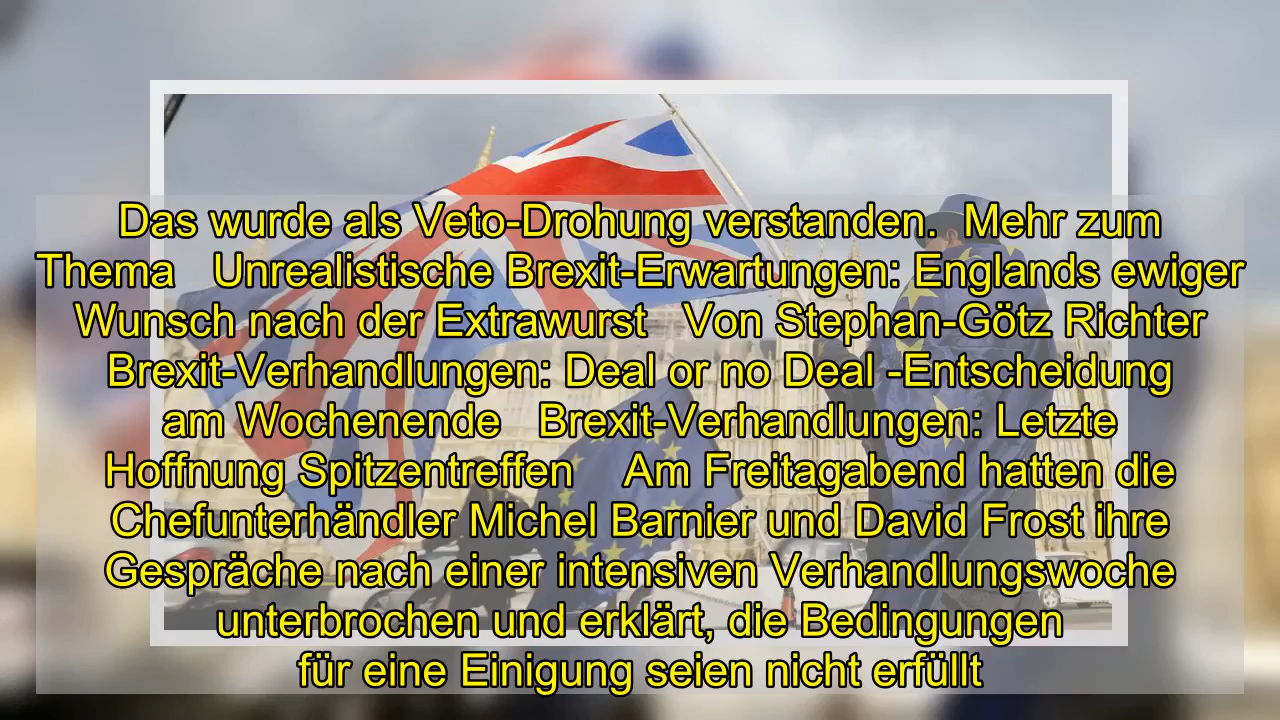 Das wurde als Veto-Drohung verstanden.  Mehr zum
Thema   Unrealistische Brexit-Erwartungen: Englands ewiger
Wunsch nach der Extrawurst   Von Stephan-Götz Richter
Brexit-Verhandlungen: Deal or no Deal -Entscheidung
am Wochenende   Brexit-Verhandlungen: Letzte
Hoffnung Spitzentreffen    Am Freitagabend hatten die
Chefunterhändler Michel Barnier und David Frost ihre
Gespräche nach einer intensiven Verhandlungswoche
unterbrochen und erklärt, die Bedingungen
für eine Einigung seien nicht erfüllt